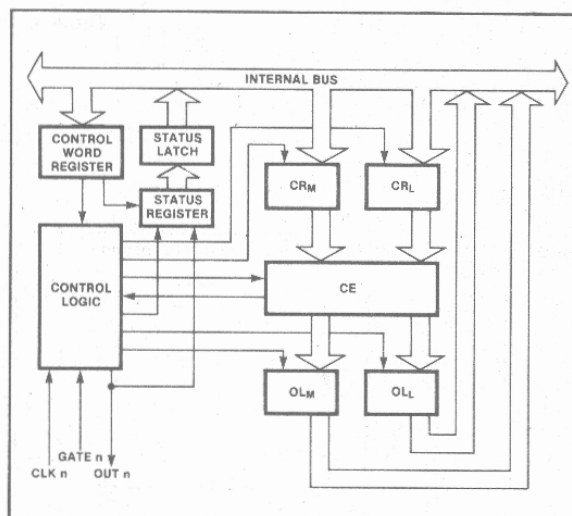 INTERNAL BUS
CONTROL
WORD
REGISTER
STATUS
LATCH
STATUS
REGISTER
CRM
CRL
CONTROL
LOGIC
CE
OLM
OLL
GATE n
CLK n
OUT n